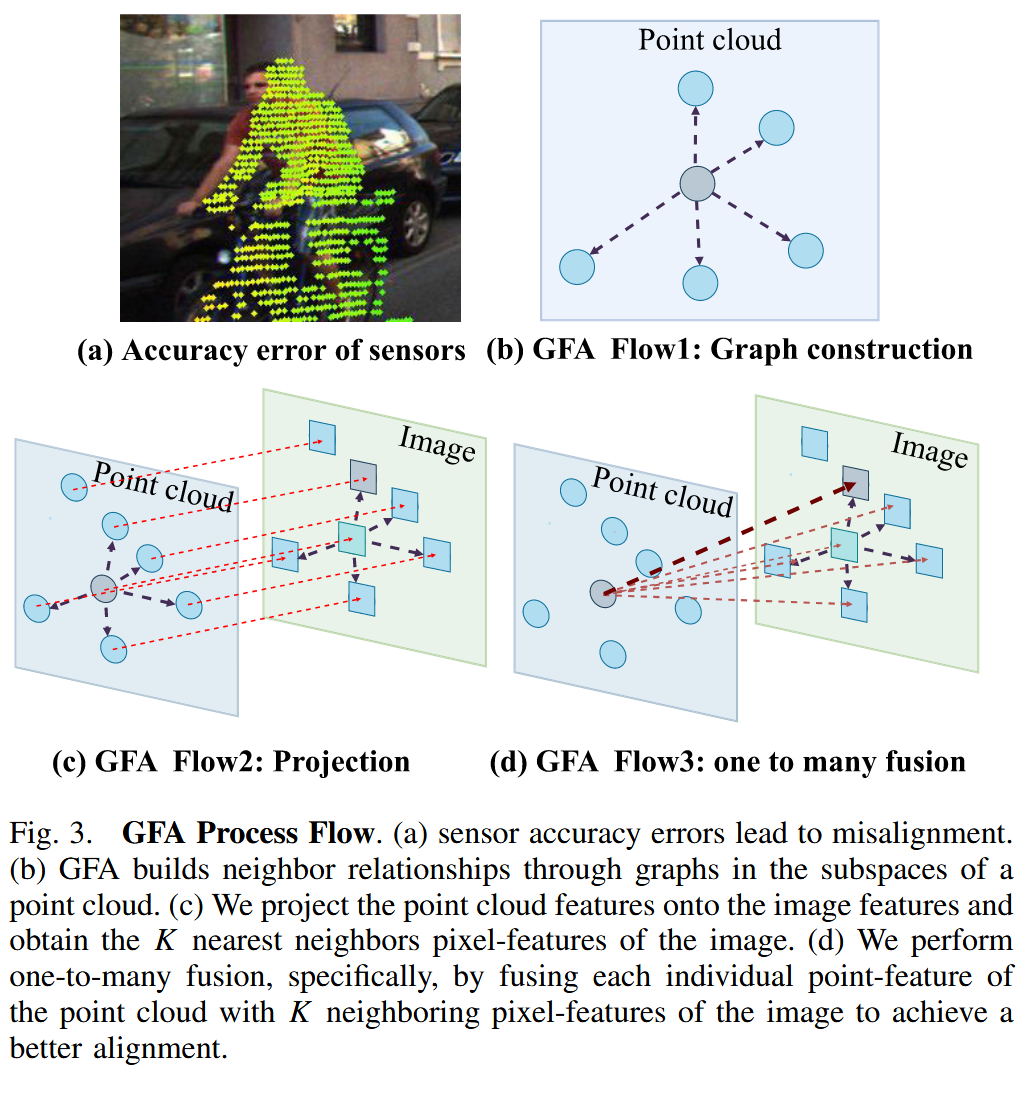 Point cloud
(a) Accuracy error of sensors
(b) GFA Flow1: Graph construction
Point cloud
Image
Point cloud
Image
(c) GFA Flow2: Projection
(d) GFA Flow3: one to many fusion
Fig. 3. GFA Process Flow. (a) sensor accuracy errors lead to misalignment.
(b) GFA builds neighbor relationships through graphs in the subspaces of a
point cloud. (c) We project the point cloud features onto the image features and
obtain the K nearest neighbors pixel-features of the image. (d) We perform
one-to-many fusion, specifically, by fusing each individual point-feature of
the point cloud with K neighboring pixel-features of the image to achieve a
better alignment.